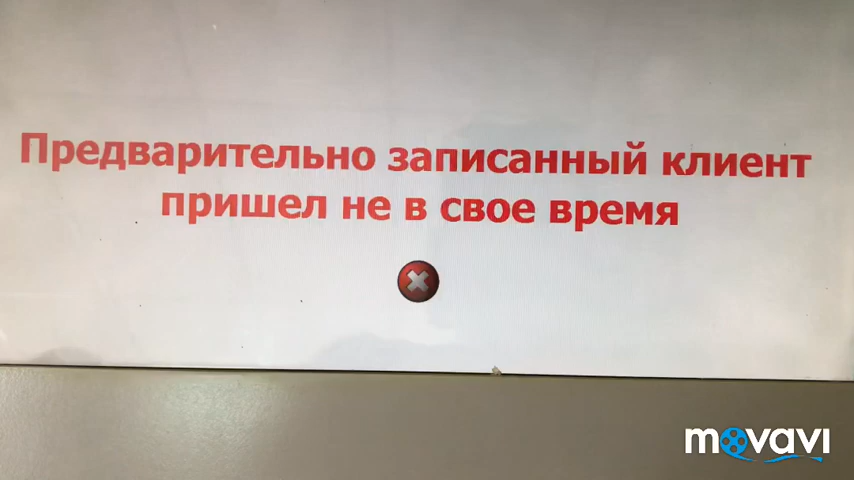 Предварительно записанный клиент
пришел не в свое время
movavi